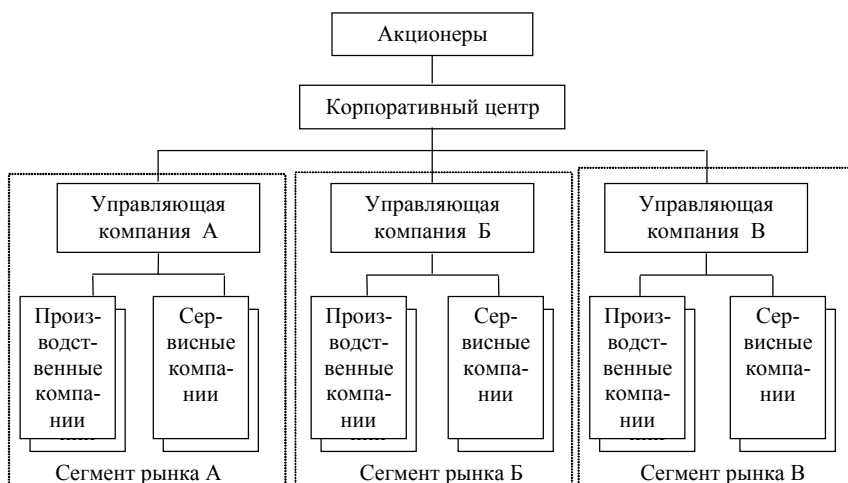 Акционеры
Корпоративный центр
Управляющая
компания А
Управляющая
компания Б
Управляющая
компания В
Произ-
водст-
венные
компа-
нии
Сер-
висные
компа-
нии
Произ-
водст-
венные
компа-
нии
Сер-
висные
компа-
нии
Произ-
водст-
венные
компа-
нии
Сер-
висные
компа-
нии
Сегмент рынка А
Сегмент рынка Б
Сегмент рынка В